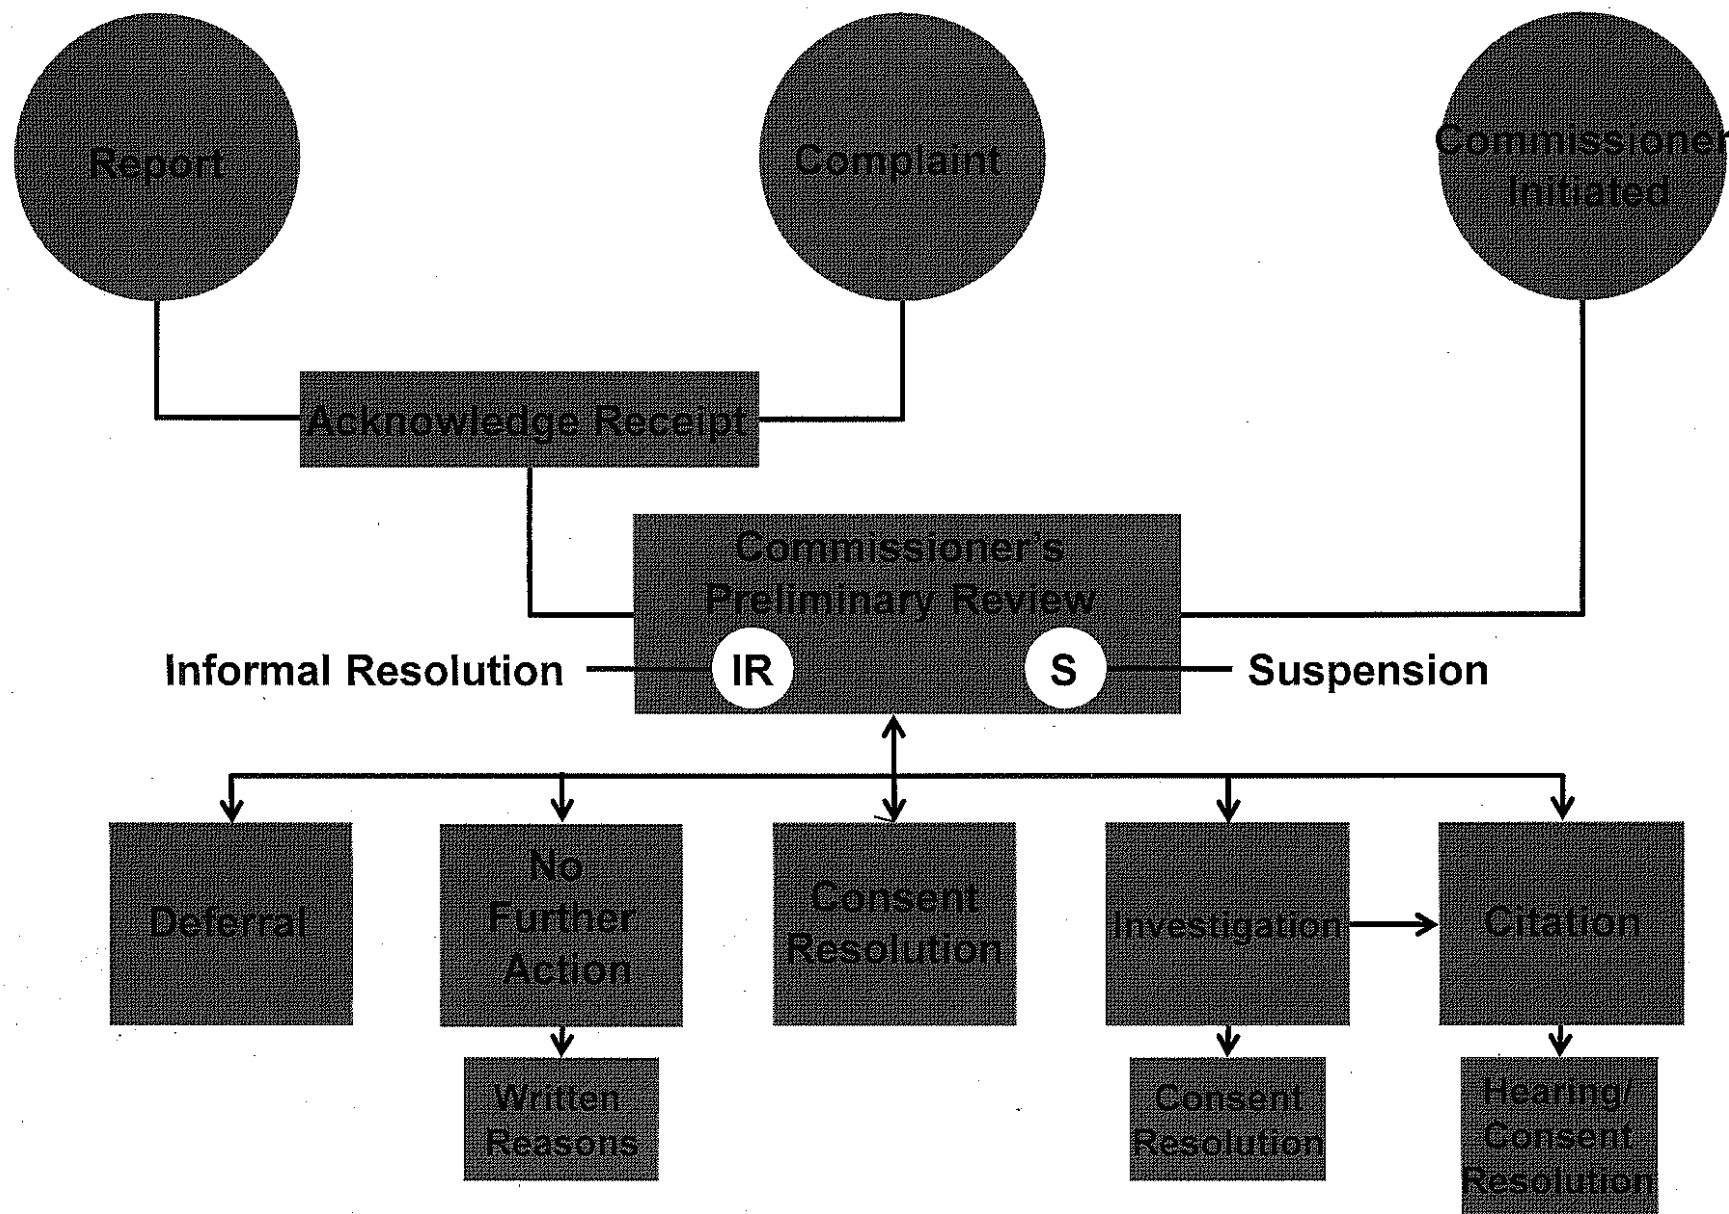 Report
Complaint
Commissioner
Initiated
Acknowledge Receipt
Commissioner's
Preliminary Review
Informal Resolution
IR
S
Suspension
Deferral
No
Further
Action
Consent
Resolution
Investigation
Citation
Written
Reasons
Consent
Resolution
Hearing/
Consent
Resolution